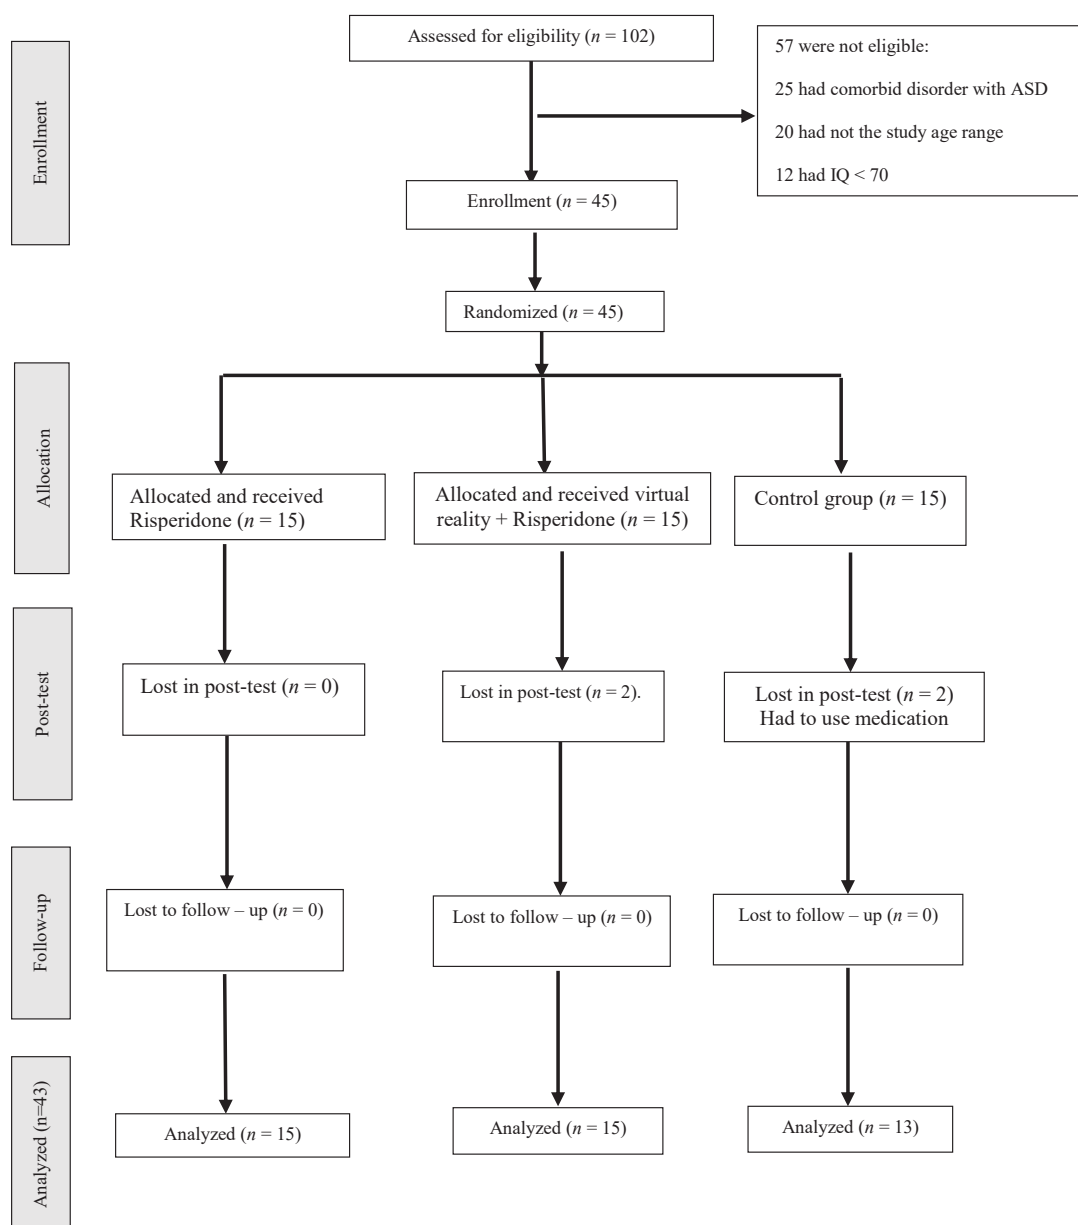 Enrollment
Assessed for eligibility (n = 102)
57 were not eligible:
25 had comorbid disorder with ASD
20 had not the study age range
12 had IQ < 70
Enrollment (n = 45)
Randomized (n = 45)
Allocation
Allocated and received
Risperidone (n = 15)
Allocated and received virtual
reality + Risperidone (n = 15)
Control group (n = 15)
Post-test
Lost in post-test (n = 0)
Lost in post-test (n = 2).
Lost in post-test (n = 2)
Had to use medication
Follow-up
Lost to follow – up (n = 0)
Lost to follow – up (n = 0)
Lost to follow – up (n = 0)
Analyzed (n=43)
Analyzed (n = 15)
Analyzed (n = 15)
Analyzed (n = 13)